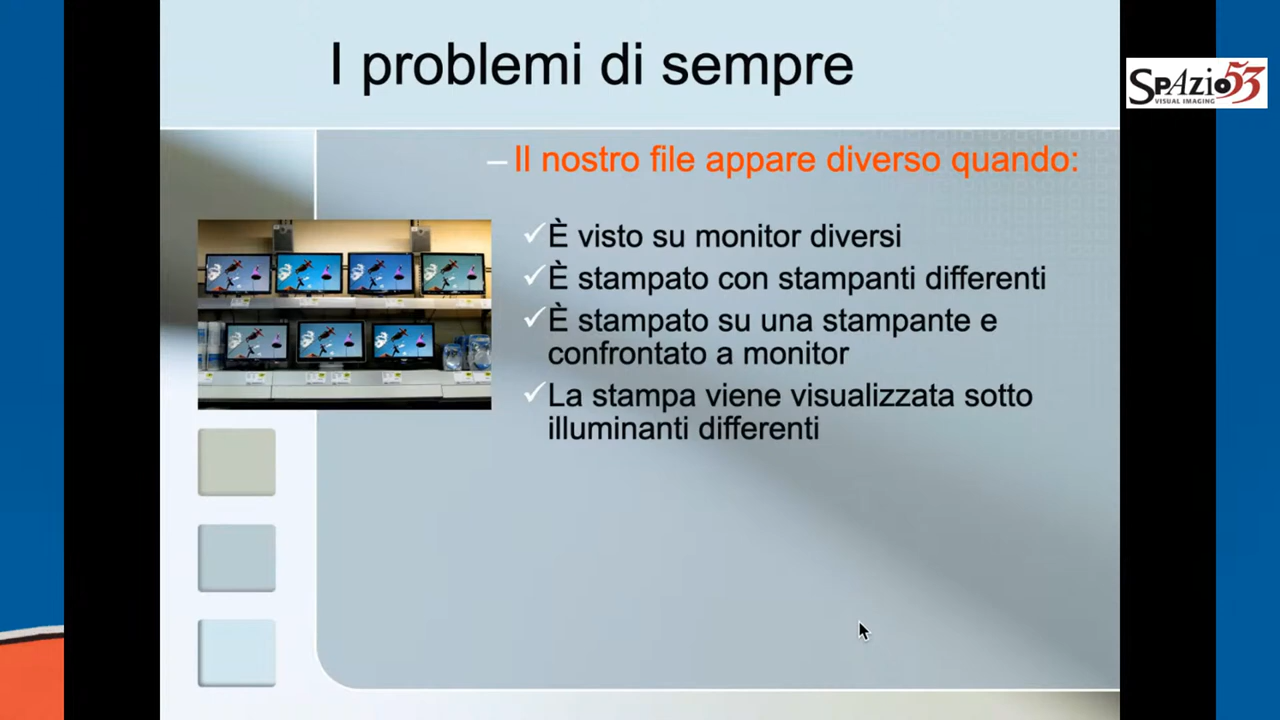 I problemi di sempre
SPAZIO53
VISUAL IMAGING
– Il nostro file appare diverso quando:
✓È visto su monitor diversi
✓È stampato con stampanti differenti
✓È stampato su una stampante e
confrontato a monitor
✓La stampa viene visualizzata sotto
illuminanti differenti